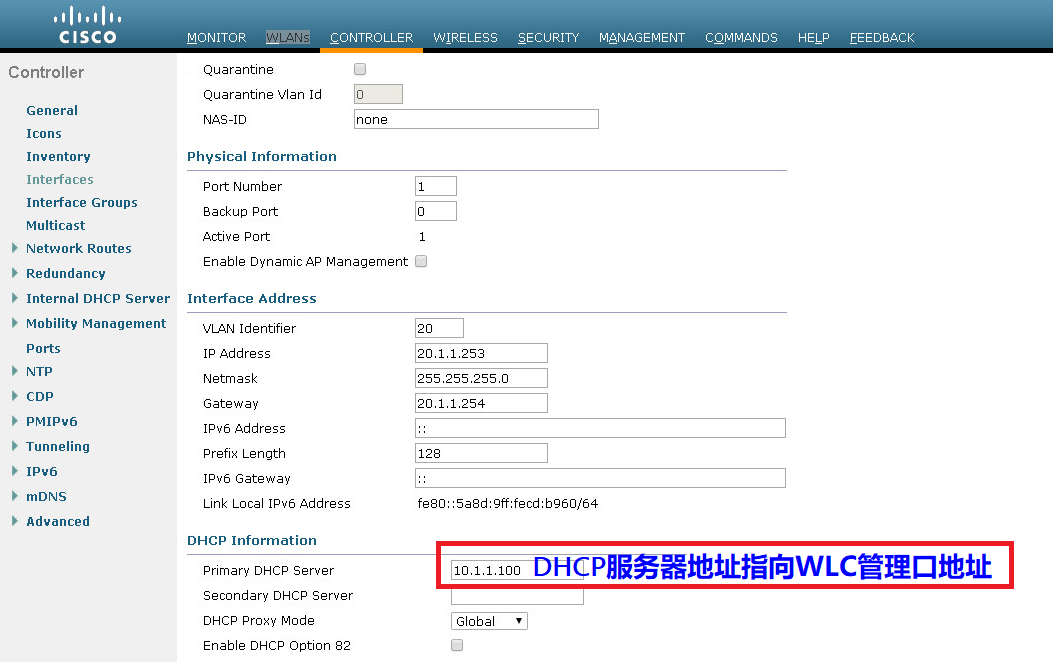 CISCO
MONITOR WLANs CONTROLLER WIRELESS SECURITY MANAGEMENT COMMANDS HELP FEEDBACK
Controller
General
Icons
Inventory
Interfaces
Interface Groups
Multicast
Network Routes
Redundancy
Internal DHCP Server
Mobility Management
Ports
NTP
CDP
PMIPv6
Tunneling
IPv6
mDNS
Advanced
Quarantine
Quarantine Vlan Id 0
NAS-ID none
Physical Information
Port Number 1
Backup Port 0
Active Port 1
Enable Dynamic AP Management
Interface Address
VLAN Identifier 20
IP Address 20.1.1.253
Netmask 255.255.255.0
Gateway 20.1.1.254
IPv6 Address ::
Prefix Length 128
IPv6 Gateway ::
Link Local IPv6 Address fe80::5a8d:9ff:fecd:b960/64
DHCP Information
Primary DHCP Server 10.1.1.100 DHCP服务器地址指向WLC管理口地址
Secondary DHCP Server
DHCP Proxy Mode Global
Enable DHCP Option 82